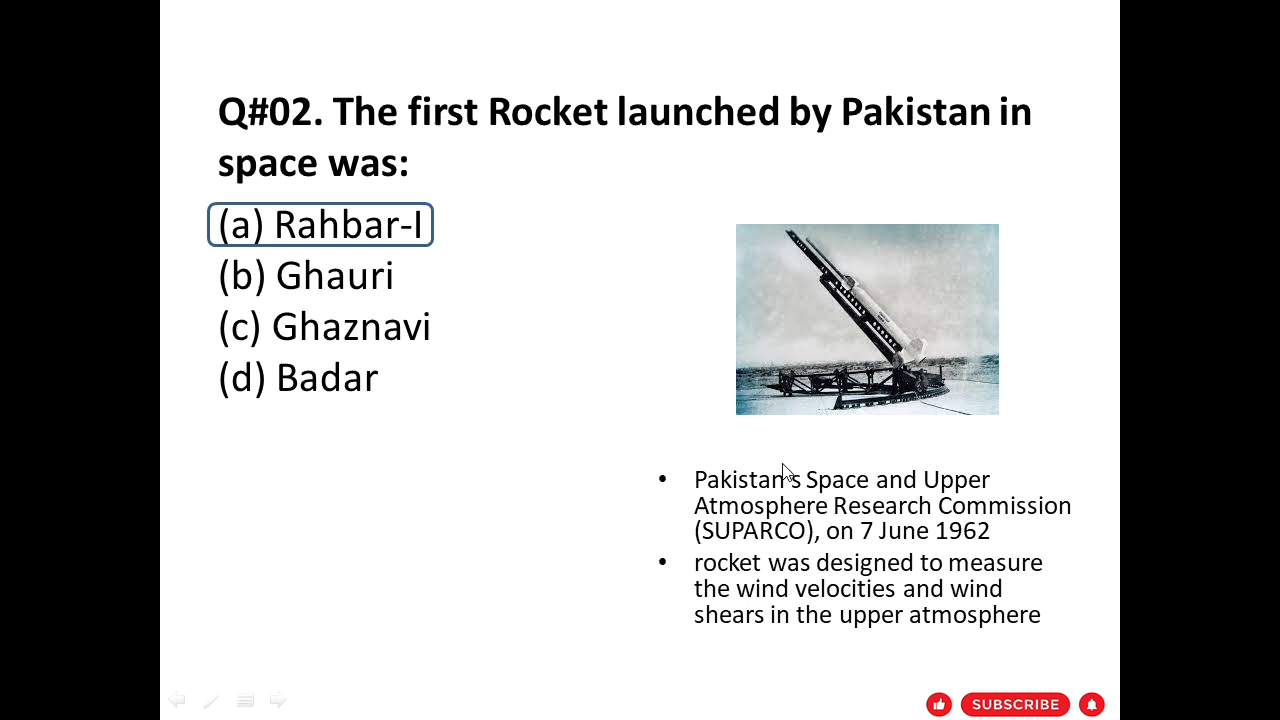 Q#02. The first Rocket launched by Pakistan in
space was:
(a) Rahbar-I
(b) Ghauri
(c) Ghaznavi
(d) Badar
• Pakistan's Space and Upper
Atmosphere Research Commission
(SUPARCO), on 7 June 1962
• rocket was designed to measure
the wind velocities and wind
shears in the upper atmosphere
SUBSCRIBE